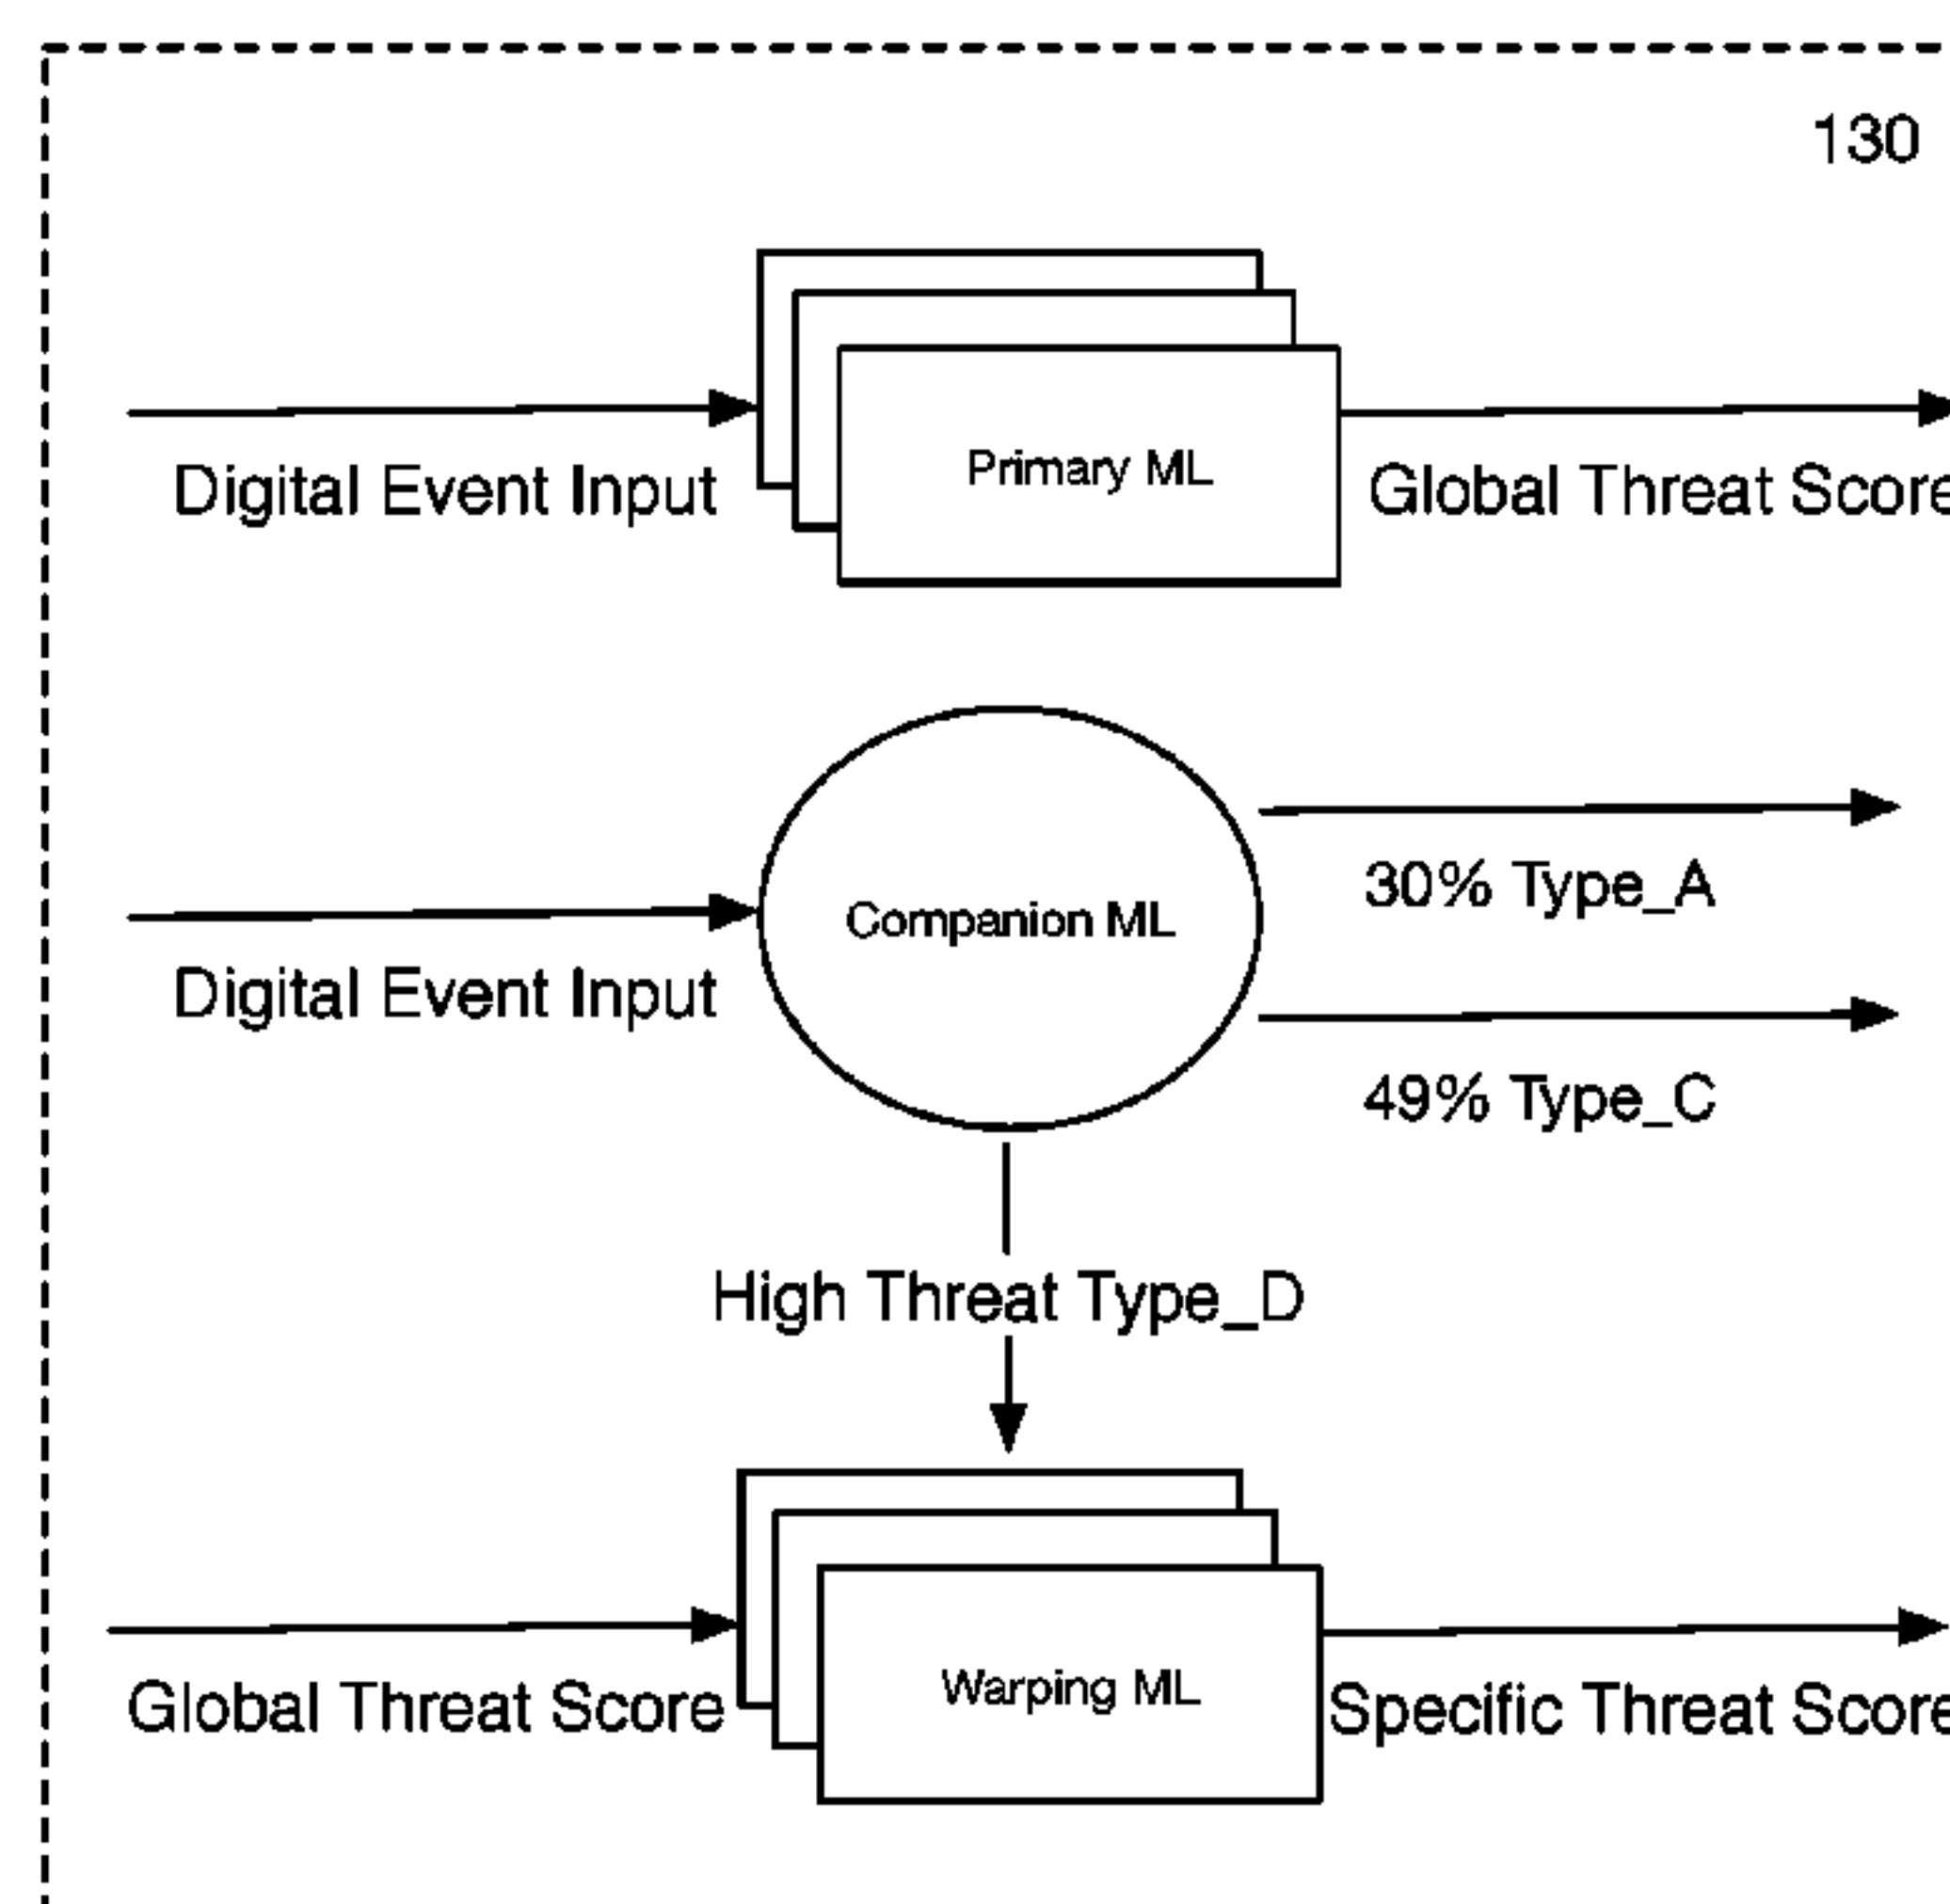 130
Primary ML
Digital Event Input
Global Threat Score
30% Type_A
Companion ML
Digital Event Input
49% Type_C
High Threat Type_D
Warping ML
Global Threat Score
Specific Threat Score